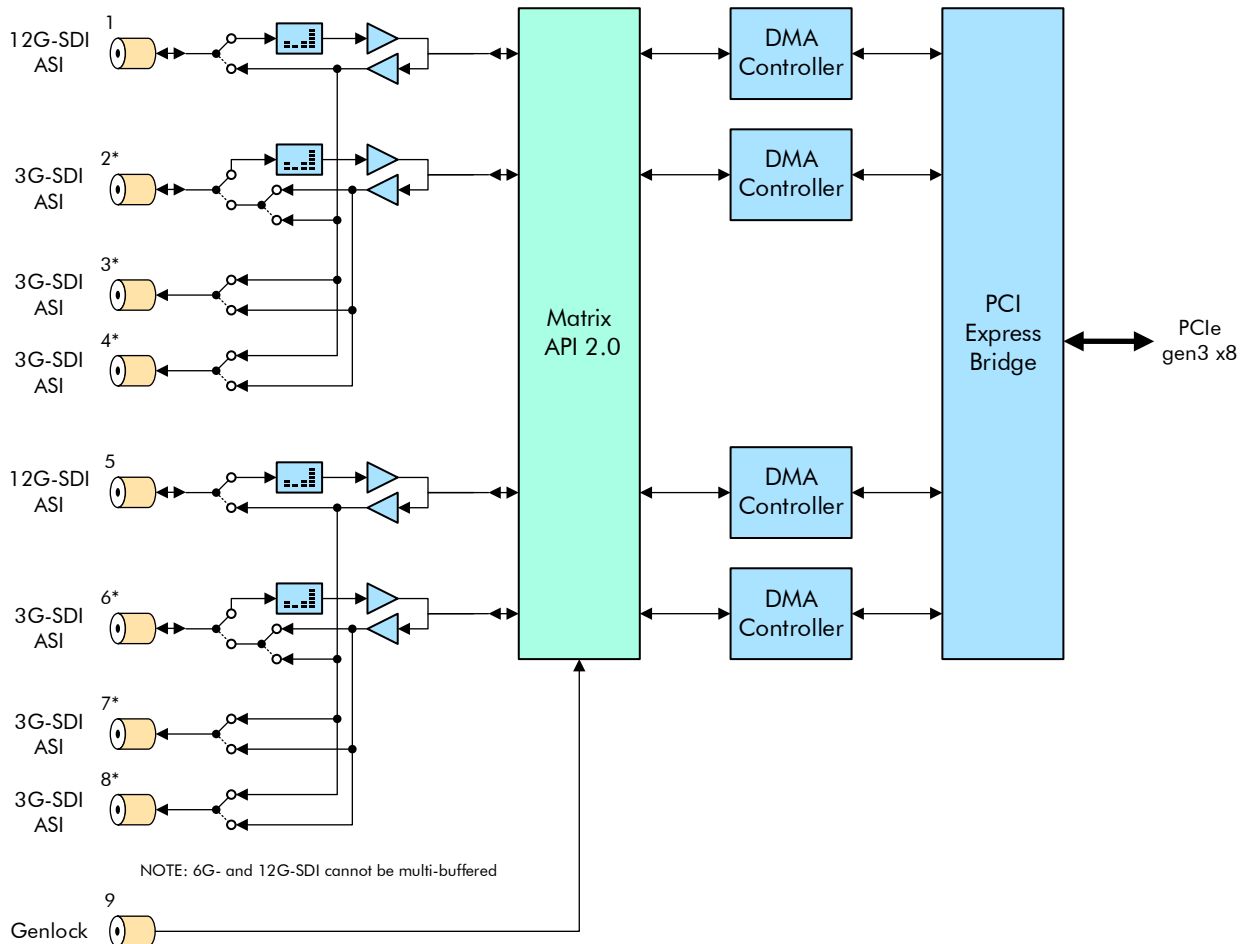 1
12G-SDI
ASI
2*
3G-SDI
ASI
3*
3G-SDI
ASI
4*
3G-SDI
ASI
5
12G-SDI
ASI
6*
3G-SDI
ASI
7*
3G-SDI
ASI
8*
3G-SDI
ASI
NOTE: 6G- and 12G-SDI cannot be multi-buffered
9
Genlock
Matrix
API 2.0
DMA
Controller
DMA
Controller
DMA
Controller
DMA
Controller
PCI
Express
Bridge
PCIe
gen3 x8